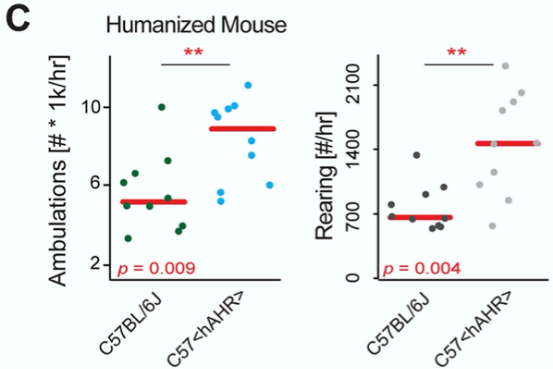 C
Humanized Mouse
**
Ambulations [# * 1k/hr]
10
6
2
p = 0.009
C57BL/6J
C57<hAHR>
**
Rearing [#/hr]
2100
1400
700
0
p = 0.004
C57BL/6J
C57<hAHR>